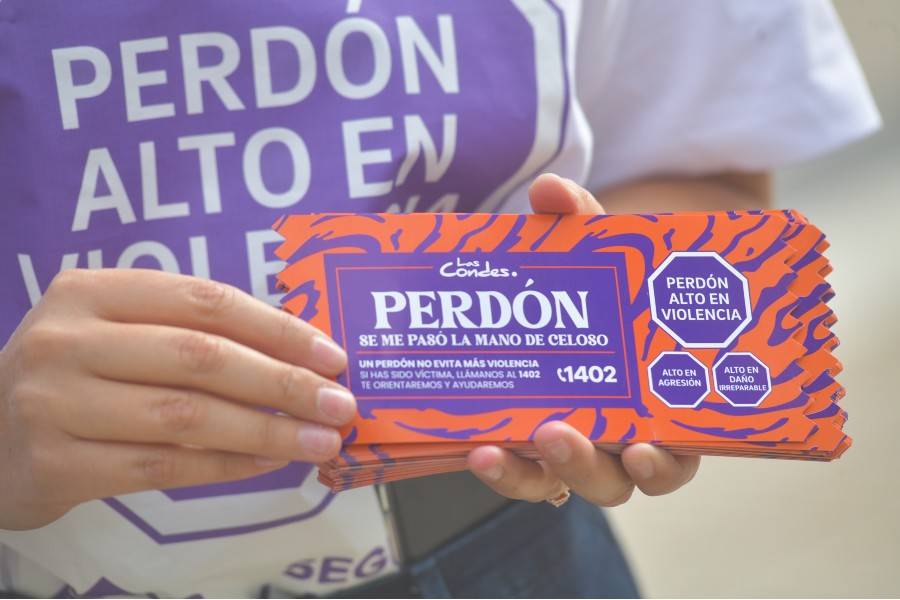 PERDÓN
ALTO EN
VIOLE
SEG
Las
Condes.
PERDÓN
SE ME PASÓ LA MANO DE CELOSO
UN PERDÓN NO EVITA MÁS VIOLENCIA
SI HAS SIDO VÍCTIMA, LLÁMANOS AL 1402
TE ORIENTAREMOS Y AYUDAREMOS
1402
PERDÓN
ALTO EN
VIOLENCIA
ALTO EN
AGRESIÓN
ALTO EN
DAÑO
IRREPARABLE